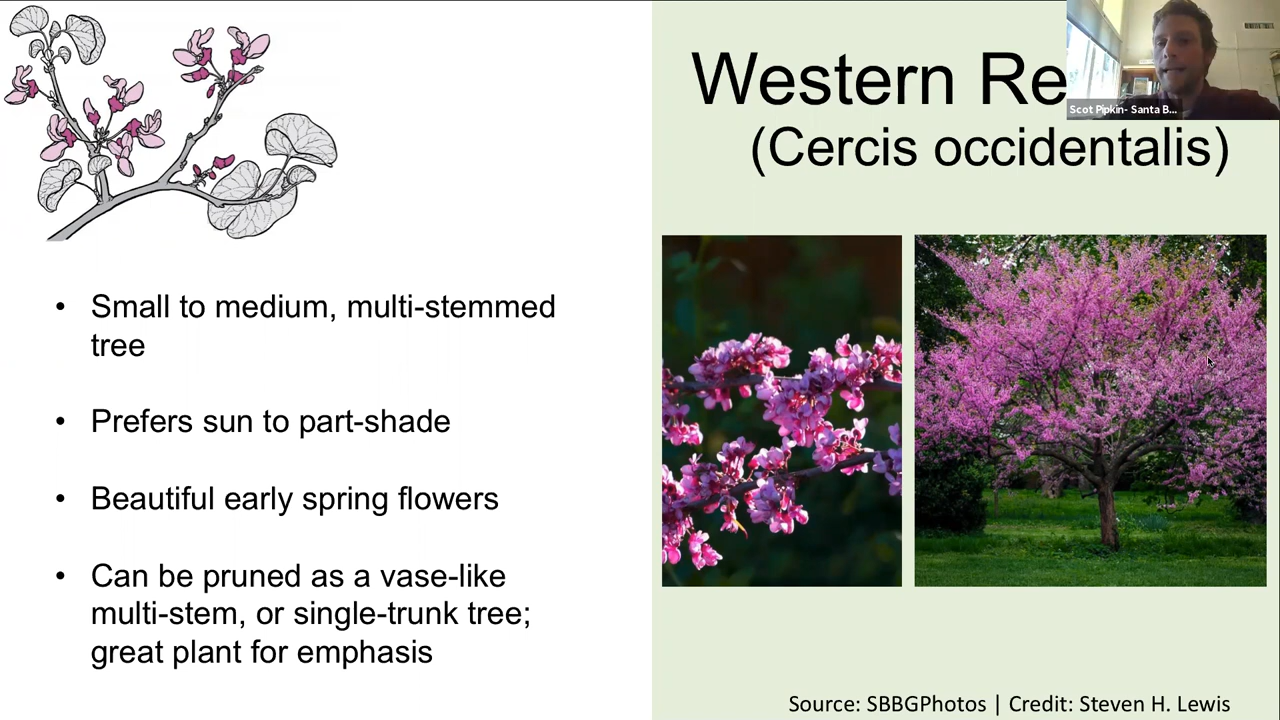 Western Re
(Cercis occidentalis)
Scot Pipkin- Santa B...
• Small to medium, multi-stemmed
tree
• Prefers sun to part-shade
• Beautiful early spring flowers
• Can be pruned as a vase-like
multi-stem, or single-trunk tree;
great plant for emphasis
Source: SBBGPhotos | Credit: Steven H. Lewis